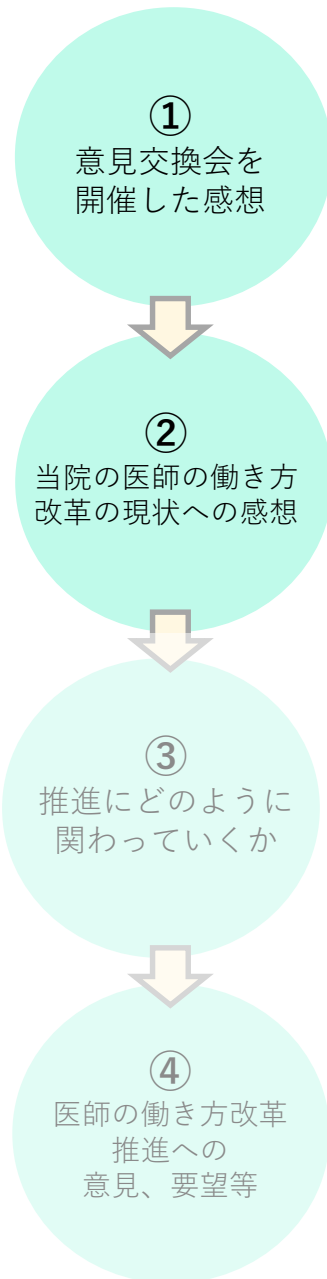 ①
意見交換会を
開催した感想
②
当院の医師の働き方
改革の現状への感想
③
推進にどのように
関わっていくか
④
医師の働き方改革
推進への
意見、要望等